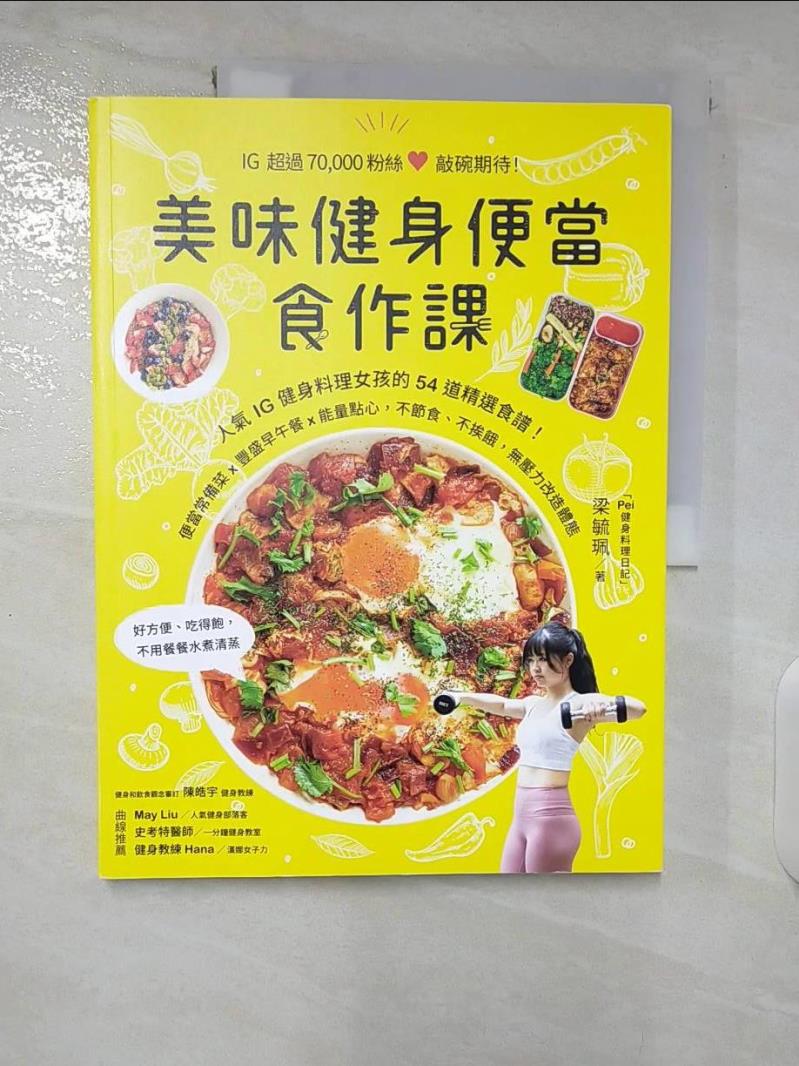 IG 超過 70,000 粉絲♥敲碗期待!
美味健身便當
食作課
人氣 IG 健身料理女孩的 54 道精選食譜!
便當常備菜 x 豐盛早午餐 x 能量點心，不節食、不挨餓，無壓力改造體態
「Pei 健身料理日記」
梁毓珮／著
好方便、吃得飽，
不用餐餐水煮清蒸
健身和飲食觀念審訂 陳皓宇 健身教練
曲線推薦
May Liu／人氣健身部落客
史考特醫師／一分鐘健身教室
健身教練 Hana／漢娜女子力